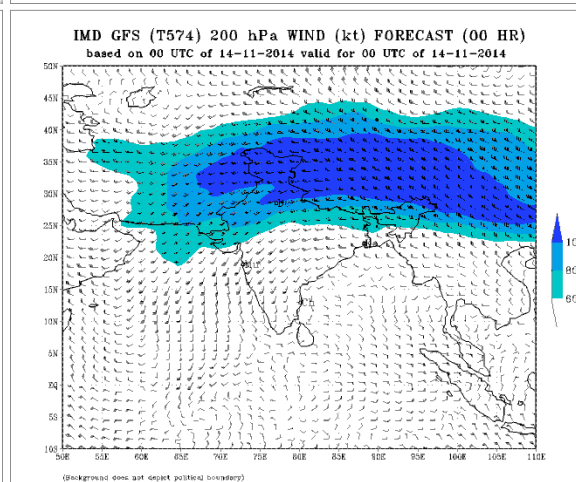 IMD GFS (T574) 200 hPa WIND (kt) FORECAST (00 HR)
based on 00 UTC of 14-11-2014 valid for 00 UTC of 14-11-2014
50N
45N
40N
35N
30N
25N
20N
15N
10N
5N
EQ
5S
10S
50E 55E 60E 65E 70E 75E 80E 85E 90E 95E 100E 105E 110E
10
80
60
(Background does not depict political boundary)